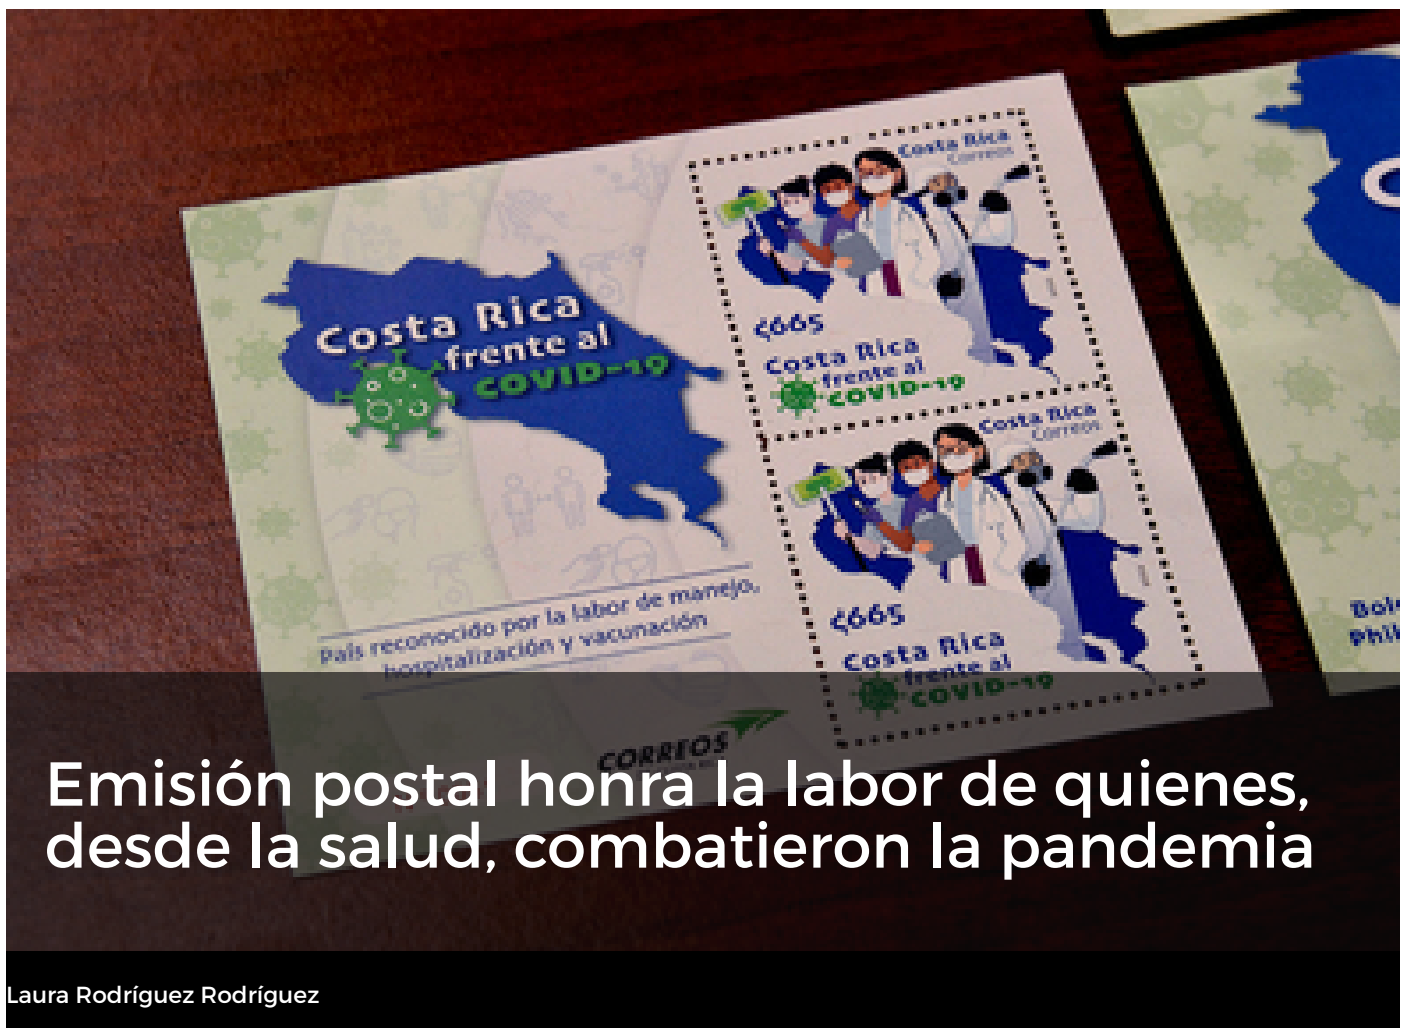 Costa Rica
frente al
COVID-19
País reconocido por la labor de manejo,
hospitalización y vacunación
CORREOS
Costa Rica
Correos
₡665
Costa Rica
frente al
COVID-19
Costa Rica
Correos
₡665
Costa Rica
frente al
COVID-19
Emisión postal honra la labor de quienes,
desde la salud, combatieron la pandemia
Laura Rodríguez Rodríguez